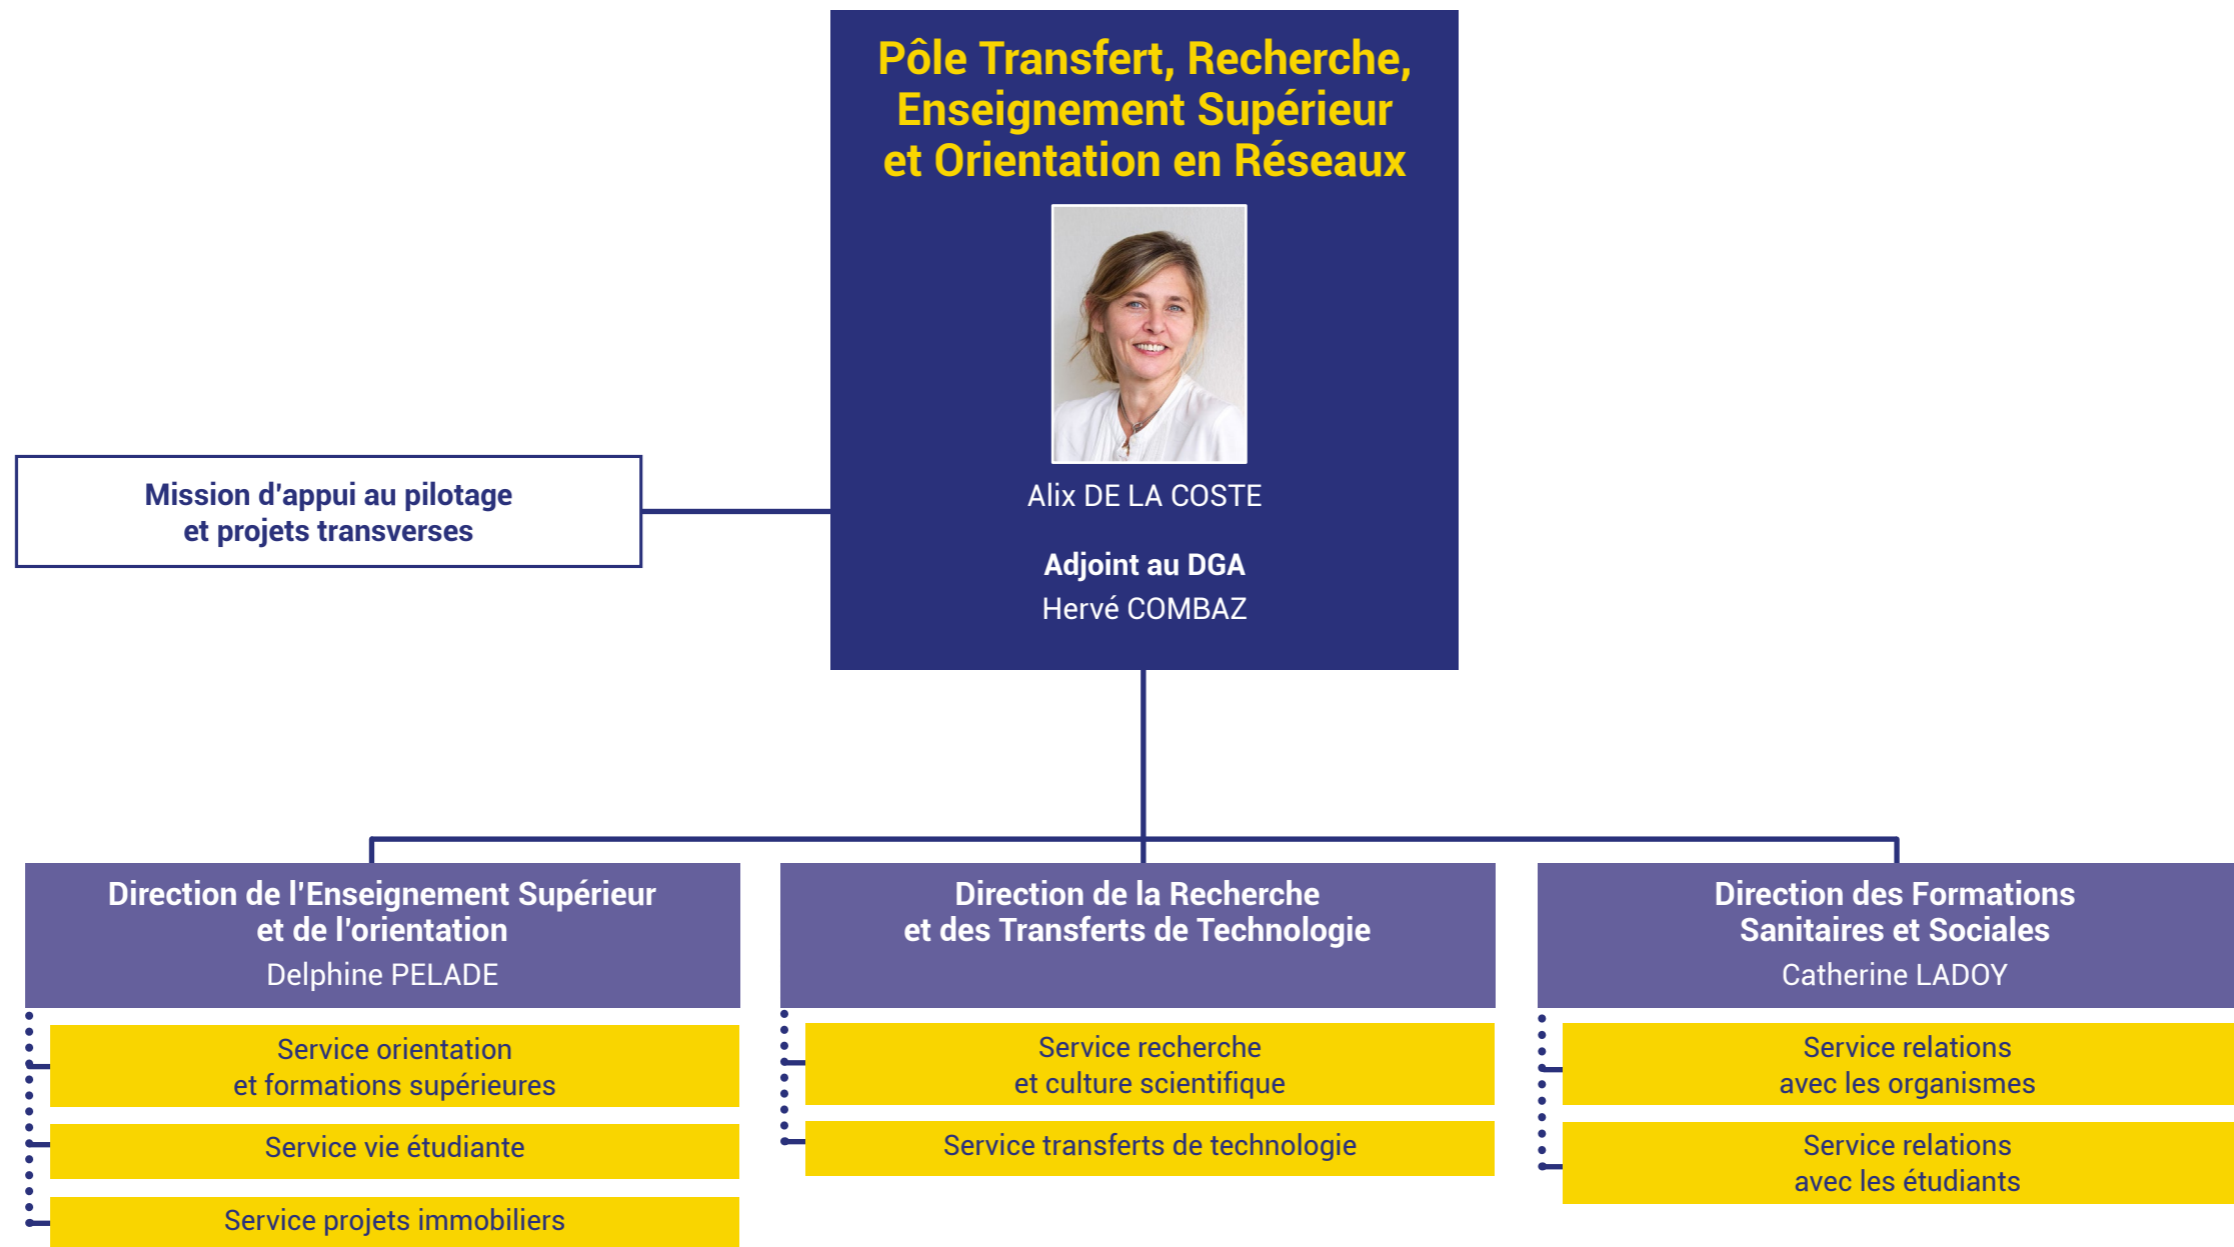 Pôle Transfert, Recherche,
Enseignement Supérieur
et Orientation en Réseaux
Alix DE LA COSTE
Adjoint au DGA
Hervé COMBAZ
Mission d'appui au pilotage
et projets transverses
Direction de l'Enseignement Supérieur
et de l'orientation
Delphine PELADE
Service orientation
et formations supérieures
Service vie étudiante
Service projets immobiliers
Direction de la Recherche
et des Transferts de Technologie
Service recherche
et culture scientifique
Service transferts de technologie
Direction des Formations
Sanitaires et Sociales
Catherine LADOY
Service relations
avec les organismes
Service relations
avec les étudiants